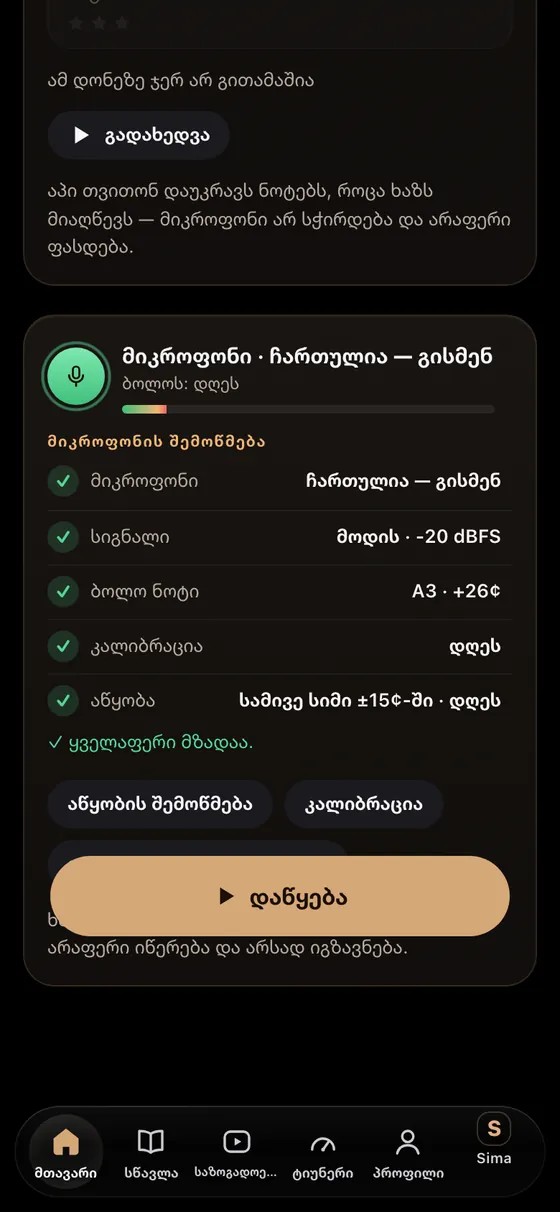 ამ დონეზე ჯერ არ გითამაშია
გადახედვა
აპი თვითონ დაუკრავს ნოტებს, როცა ხაზს
მიაღწევს — მიკროფონი არ სჭირდება და არაფერი
ფასდება.
მიკროფონი · ჩართულია — გისმენ
ბოლოს: დღეს
მიკროფონის შემოწმება
მიკროფონი ჩართულია — გისმენ
სიგნალი მოდის · -20 dBFS
ბოლო ნოტი A3 · +26¢
კალიბრაცია დღეს
აწყობა სამივე სიმი ±15¢-ში · დღეს
✓ ყველაფერი მზადაა.
აწყობის შემოწმება კალიბრაცია
დაწყება
არაფერი იწერება და არსად იგზავნება.
S
მთავარი სწავლა საზოგადოე... ტიუნერი პროფილი Sima